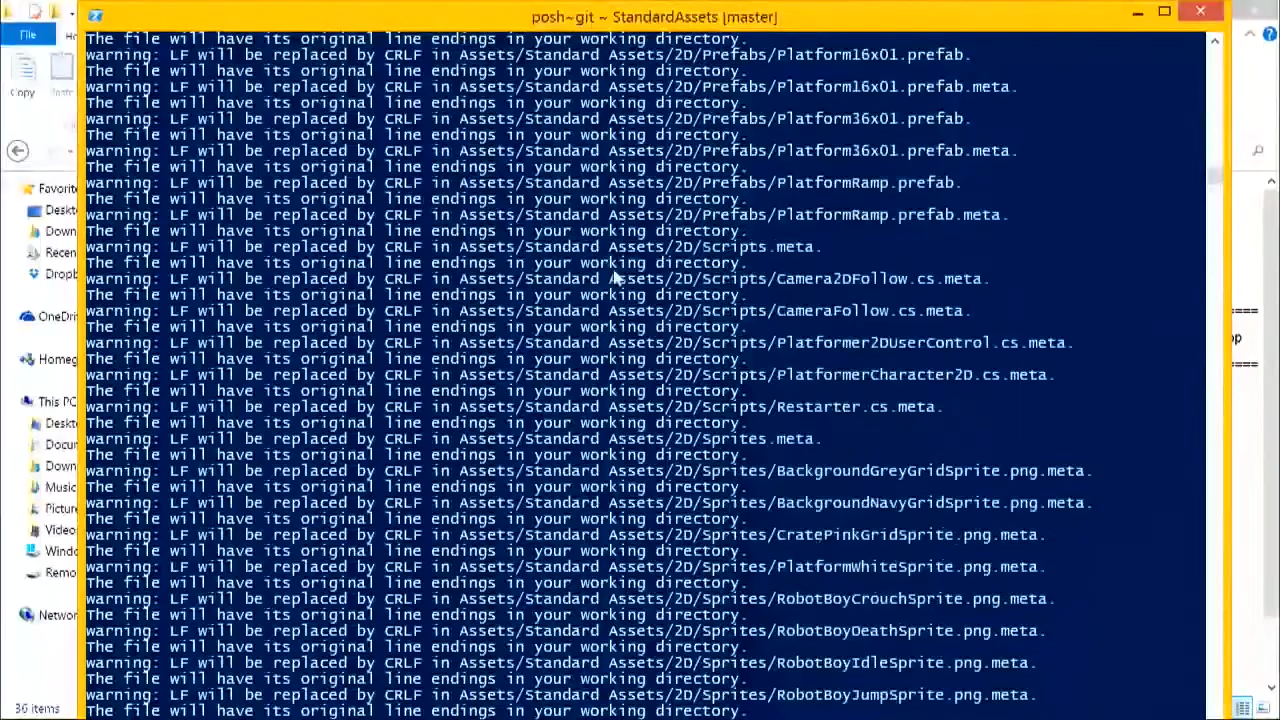 posh~git ~ StandardAssets [master]
File
Copy
Paste
Favorite
Deskt
Down
Recen
Dropb
OneDri
Homeg
This PC
Deskt
Docu
Down
Music
Picture
Videos
Windo
Remo
Networ
36 items
The file will have its original line endings in your working directory.
warning: LF will be replaced by CRLF in Assets/Standard Assets/2D/Prefabs/Platform16x01.prefab.
The file will have its original line endings in your working directory.
warning: LF will be replaced by CRLF in Assets/Standard Assets/2D/Prefabs/Platform16x01.prefab.meta.
The file will have its original line endings in your working directory.
warning: LF will be replaced by CRLF in Assets/Standard Assets/2D/Prefabs/Platform36x01.prefab.
The file will have its original line endings in your working directory.
warning: LF will be replaced by CRLF in Assets/Standard Assets/2D/Prefabs/Platform36x01.prefab.meta.
The file will have its original line endings in your working directory.
warning: LF will be replaced by CRLF in Assets/Standard Assets/2D/Prefabs/PlatformRamp.prefab.
The file will have its original line endings in your working directory.
warning: LF will be replaced by CRLF in Assets/Standard Assets/2D/Prefabs/PlatformRamp.prefab.meta.
The file will have its original line endings in your working directory.
warning: LF will be replaced by CRLF in Assets/Standard Assets/2D/Scripts.meta.
The file will have its original line endings in your working directory.
warning: LF will be replaced by CRLF in Assets/Standard Assets/2D/Scripts/Camera2DFollow.cs.meta.
The file will have its original line endings in your working directory.
warning: LF will be replaced by CRLF in Assets/Standard Assets/2D/Scripts/CameraFollow.cs.meta.
The file will have its original line endings in your working directory.
warning: LF will be replaced by CRLF in Assets/Standard Assets/2D/Scripts/Platformer2DUserControl.cs.meta.
The file will have its original line endings in your working directory.
warning: LF will be replaced by CRLF in Assets/Standard Assets/2D/Scripts/PlatformerCharacter2D.cs.meta.
The file will have its original line endings in your working directory.
warning: LF will be replaced by CRLF in Assets/Standard Assets/2D/Scripts/Restarter.cs.meta.
The file will have its original line endings in your working directory.
warning: LF will be replaced by CRLF in Assets/Standard Assets/2D/Sprites.meta.
The file will have its original line endings in your working directory.
warning: LF will be replaced by CRLF in Assets/Standard Assets/2D/Sprites/BackgroundGreyGridSprite.png.meta.
The file will have its original line endings in your working directory.
warning: LF will be replaced by CRLF in Assets/Standard Assets/2D/Sprites/BackgroundNavyGridSprite.png.meta.
The file will have its original line endings in your working directory.
warning: LF will be replaced by CRLF in Assets/Standard Assets/2D/Sprites/CratePinkGridSprite.png.meta.
The file will have its original line endings in your working directory.
warning: LF will be replaced by CRLF in Assets/Standard Assets/2D/Sprites/PlatformWhiteSprite.png.meta.
The file will have its original line endings in your working directory.
warning: LF will be replaced by CRLF in Assets/Standard Assets/2D/Sprites/RobotBoyCrouchSprite.png.meta.
The file will have its original line endings in your working directory.
warning: LF will be replaced by CRLF in Assets/Standard Assets/2D/Sprites/RobotBoyDeathSprite.png.meta.
The file will have its original line endings in your working directory.
warning: LF will be replaced by CRLF in Assets/Standard Assets/2D/Sprites/RobotBoyIdleSprite.png.meta.
The file will have its original line endings in your working directory.
warning: LF will be replaced by CRLF in Assets/Standard Assets/2D/Sprites/RobotBoyJumpSprite.png.meta.
The file will have its original line endings in your working directory.
====
op
====